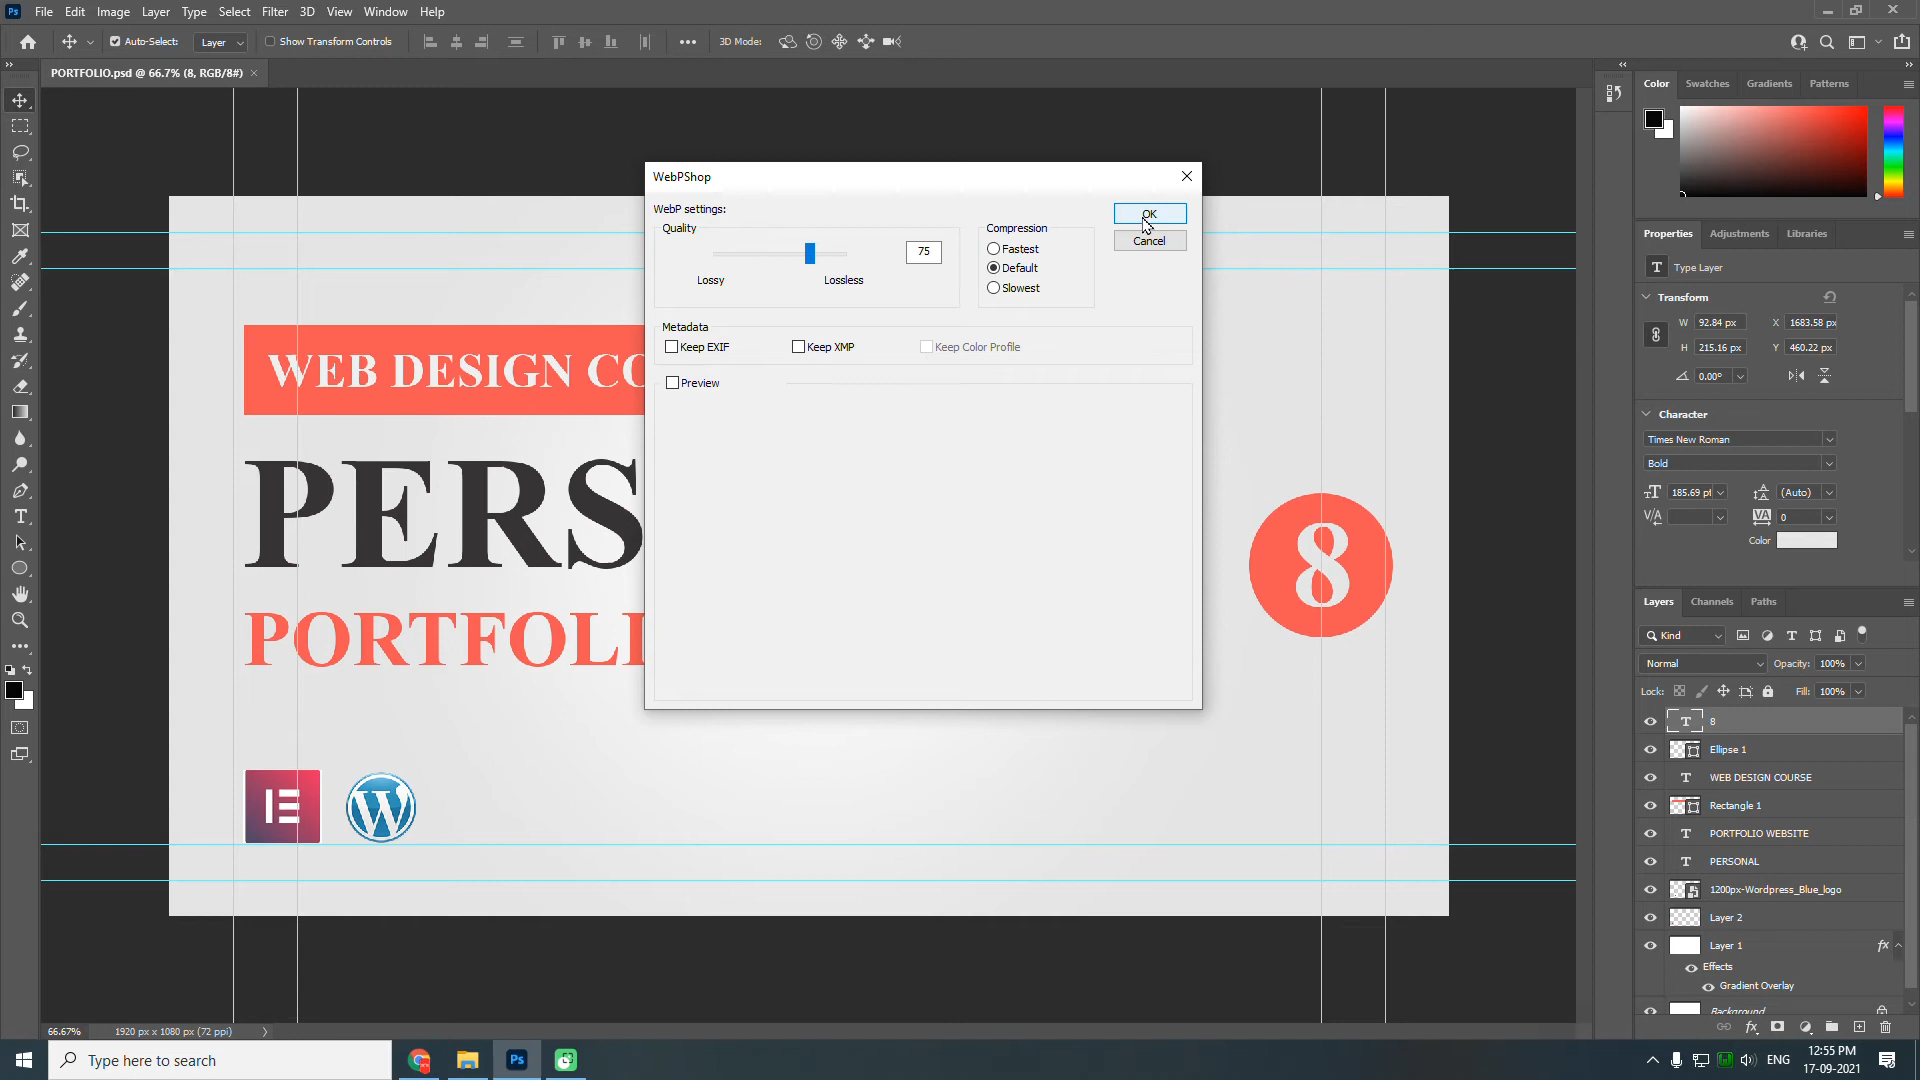 Ps File Edit Image Layer Type Select Filter 3D View Window Help
Auto-Select: Layer Show Transform Controls 3D Mode:
PORTFOLIO.psd @ 66.7% (8, RGB/8#)
WebPShop
WebP settings:
Quality
75
Lossy Lossless
Compression
Fastest
Default
Slowest
OK
Cancel
Metadata
Keep EXIF Keep XMP Keep Color Profile
Preview
WEB DESIGN CO
PERS
PORTFOLI
8
W
Color Swatches Gradients Patterns
Properties Adjustments Libraries
T Type Layer
Transform
W 92.84 px X 1683.58 px
H 215.16 px Y 460.22 px
0.00°
Character
Times New Roman
Bold
185.69 pt (Auto)
V/A VA 0
Color
Layers Channels Paths
Kind
Normal Opacity: 100%
Lock: Fill: 100%
T 8
Ellipse 1
T WEB DESIGN COURSE
Rectangle 1
T PORTFOLIO WEBSITE
T PERSONAL
1200px-Wordpress_Blue_logo
Layer 2
Layer 1 fx
Effects
Gradient Overlay
Background
fx
66.67% 1920 px x 1080 px (72 ppi)
Type here to search
Ps
ENG
12:55 PM
17-09-2021